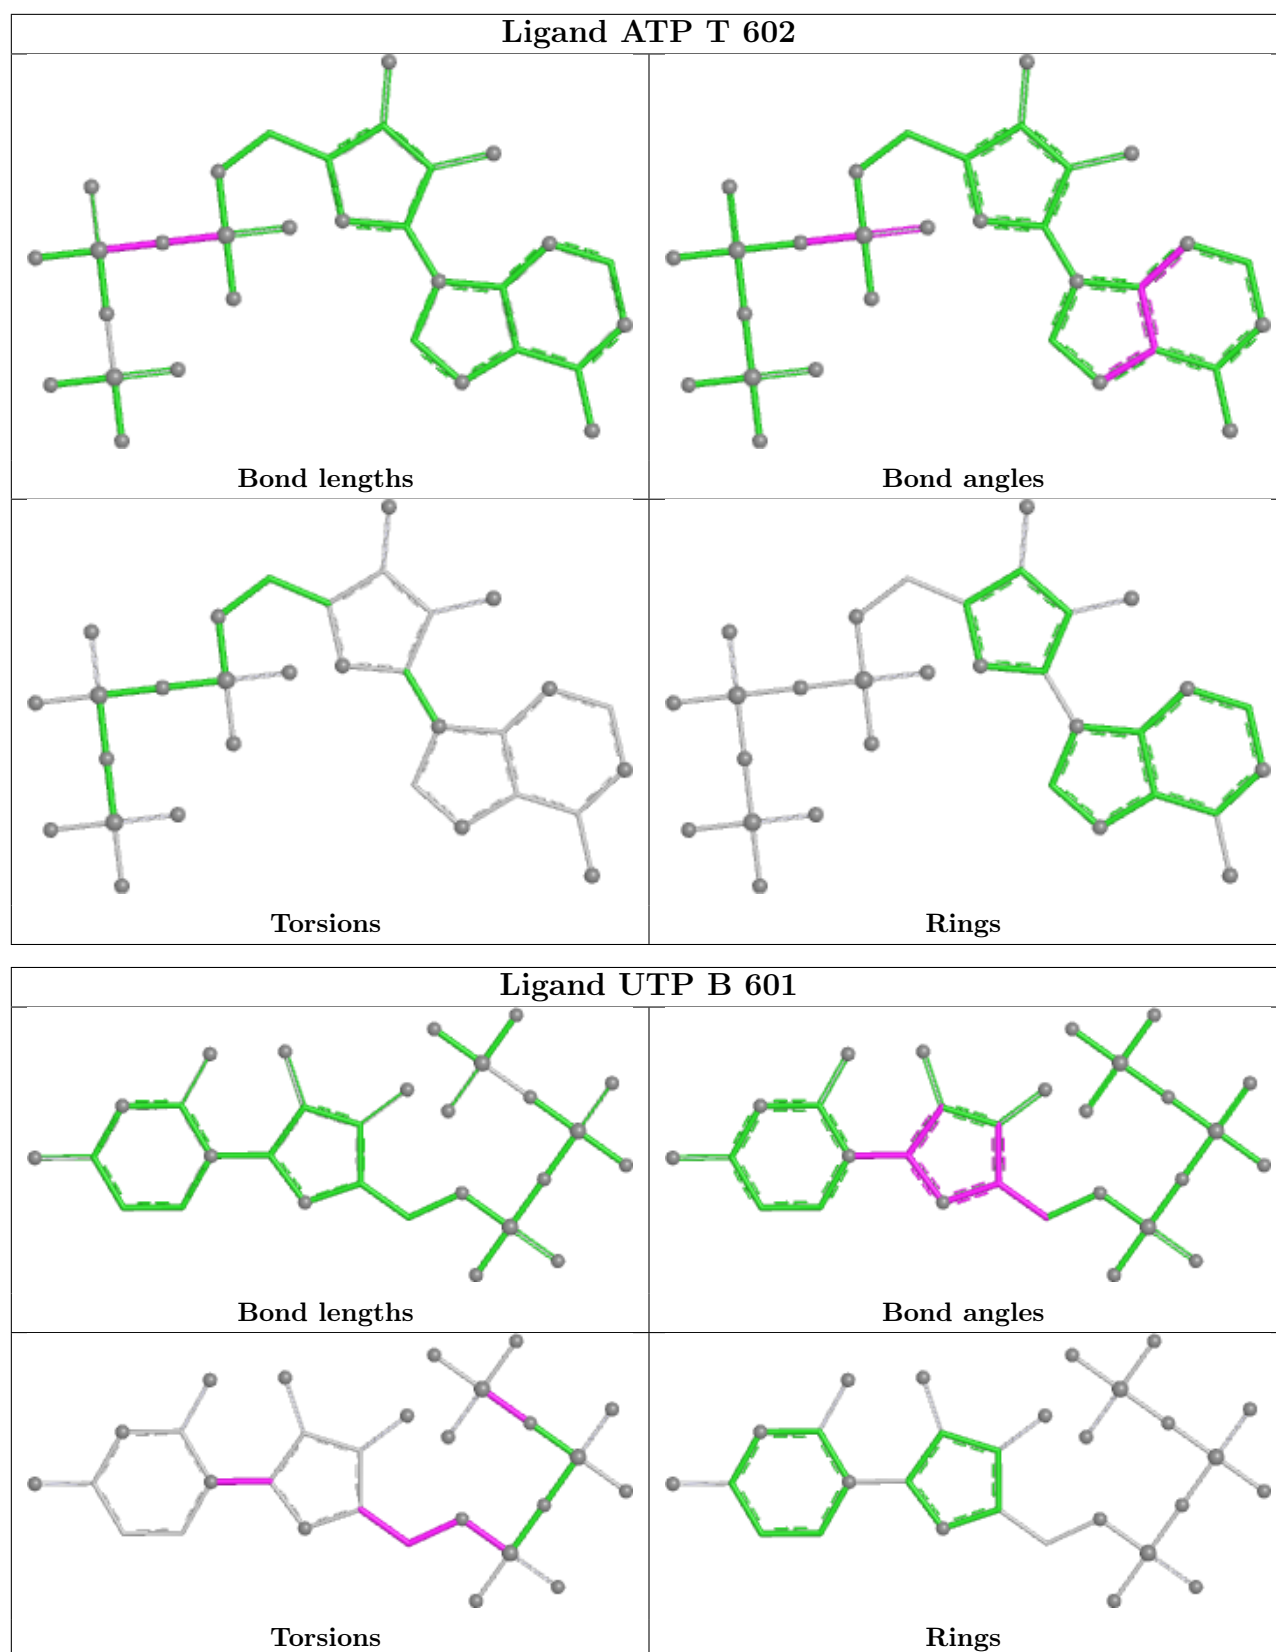 Ligand ATP T 602
Bond lengths
Bond angles
Torsions
Rings
Ligand UTP B 601
Bond lengths
Bond angles
Torsions
Rings